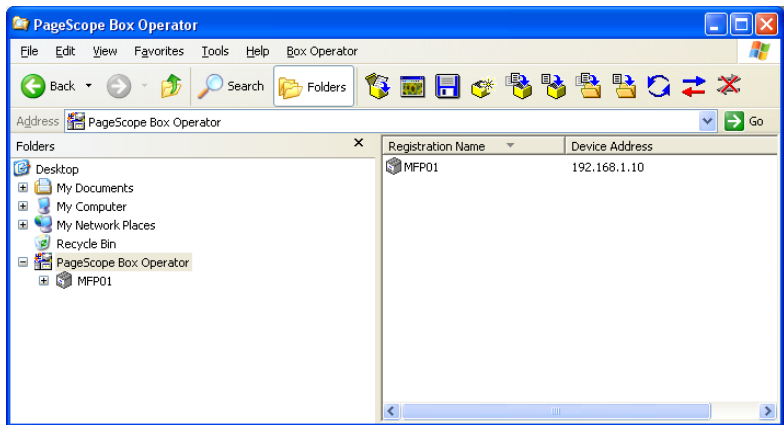 PageScope Box Operator
File Edit View Favorites Tools Help Box Operator
Back Search Folders
Address PageScope Box Operator Go
Folders
Registration Name Device Address
MFP01 192.168.1.10
Desktop
My Documents
My Computer
My Network Places
Recycle Bin
PageScope Box Operator
MFP01